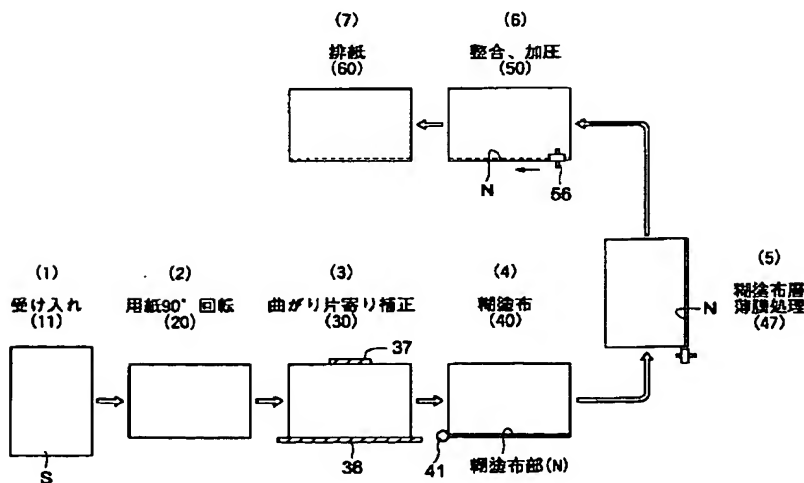 (7)
排紙
(60)
(6)
整合、加圧
(50)
N
56
(1)
受け入れ
(11)
(2)
用紙90°回転
(20)
(3)
曲がり片寄り補正
(30)
(4)
糊塗布
(40)
(5)
糊塗布層
薄膜処理
(47)
N
37
S
38
41
糊塗布部(N)